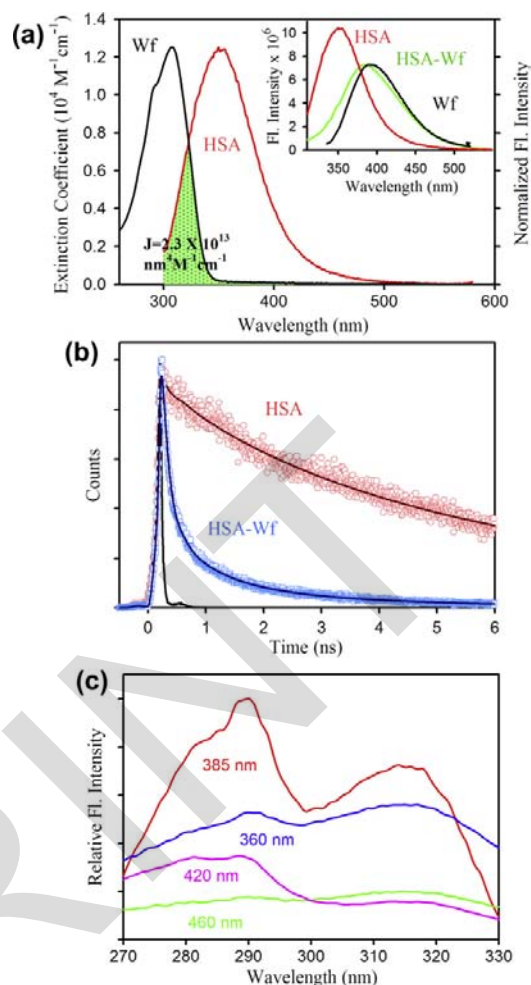 (a)
Wf
HSA
J=2.3 X 10¹³
nm⁴M⁻¹cm⁻¹
Extinction Coefficient (10⁴ M⁻¹cm⁻¹)
1.4
1.2
1.0
0.8
0.6
0.4
0.2
0.0
300
400
500
600
Wavelength (nm)
Normalized Fl. Intensity
Fl. Intensity x 10⁶
10
8
6
4
2
0
HSA
HSA-Wf
Wf
350
400
450
500
Wavelength (nm)
(b)
HSA
HSA-Wf
Counts
0
1
2
3
4
5
6
Time (ns)
(c)
385 nm
360 nm
420 nm
460 nm
Relative Fl. Intensity
270
280
290
300
310
320
330
Wavelength (nm)
RINT